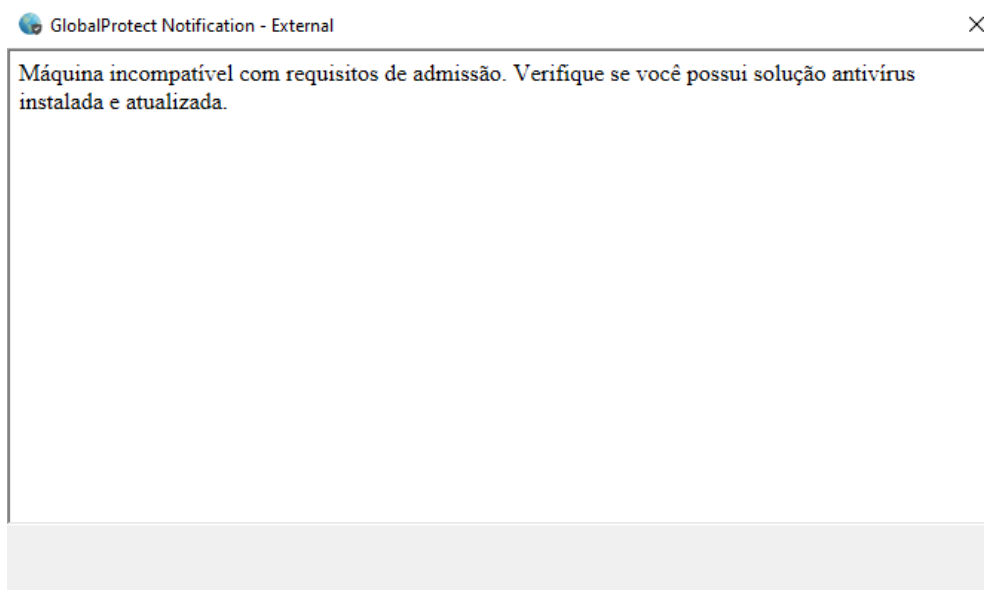 GlobalProtect Notification - External
Máquina incompatível com requisitos de admissão. Verifique se você possui solução antivírus
instalada e atualizada.